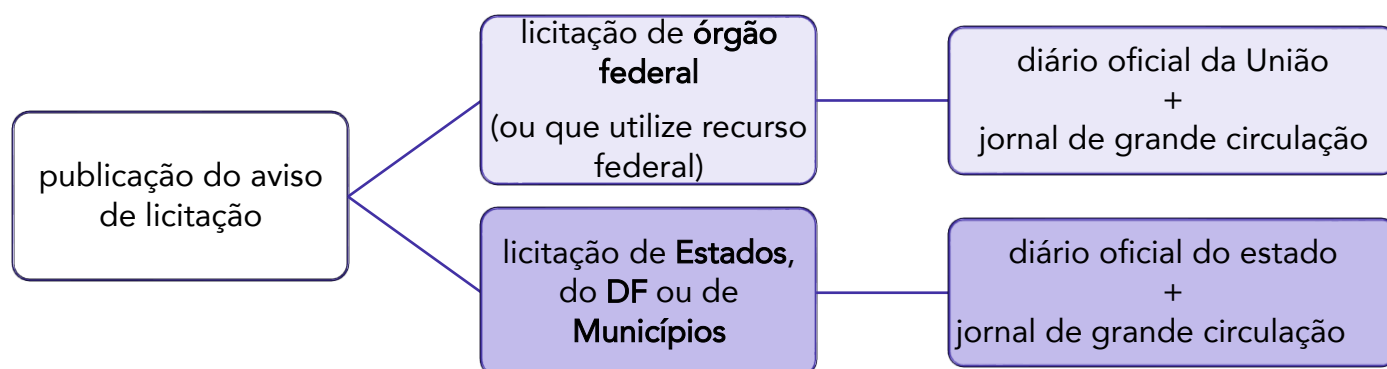 publicação do aviso
de licitação
licitação de órgão
federal
(ou que utilize recurso
federal)
diário oficial da União
+
jornal de grande circulação
licitação de Estados,
do DF ou de
Municípios
diário oficial do estado
+
jornal de grande circulação